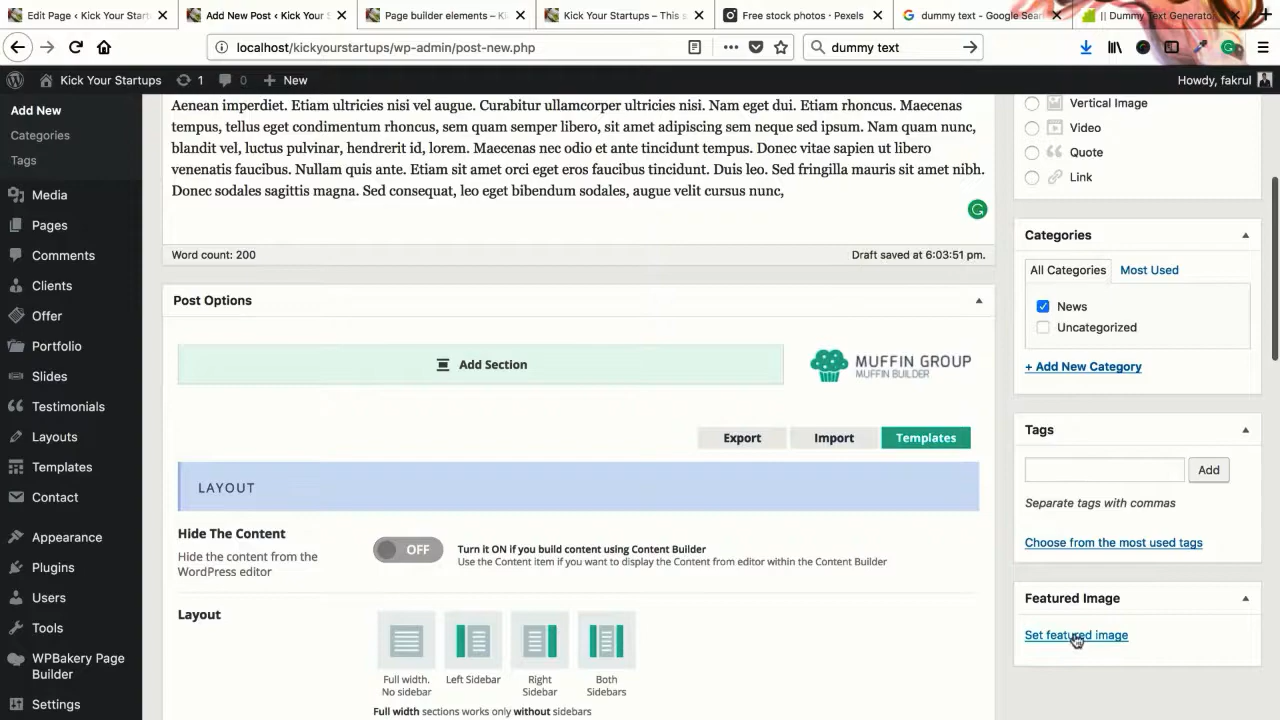 Edit Page ‹ Kick Your Startups
Add New Post ‹ Kick Your S
Page builder elements – K
Kick Your Startups – This s
Free stock photos · Pexels
dummy text - Google Sear
|| Dummy Text Generator
localhost/kickyourstartups/wp-admin/post-new.php
dummy text
Kick Your Startups
1
0
New
Howdy, fakrul
Add New
Categories
Tags
Media
Pages
Comments
Clients
Offer
Portfolio
Slides
Testimonials
Layouts
Templates
Contact
Appearance
Plugins
Users
Tools
WPBakery Page
Builder
Settings
Aenean imperdiet. Etiam ultricies nisi vel augue. Curabitur ullamcorper ultricies nisi. Nam eget dui. Etiam rhoncus. Maecenas
tempus, tellus eget condimentum rhoncus, sem quam semper libero, sit amet adipiscing sem neque sed ipsum. Nam quam nunc,
blandit vel, luctus pulvinar, hendrerit id, lorem. Maecenas nec odio et ante tincidunt tempus. Donec vitae sapien ut libero
venenatis faucibus. Nullam quis ante. Etiam sit amet orci eget eros faucibus tincidunt. Duis leo. Sed fringilla mauris sit amet nibh.
Donec sodales sagittis magna. Sed consequat, leo eget bibendum sodales, augue velit cursus nunc,
Word count: 200
Draft saved at 6:03:51 pm.
Post Options
Add Section
MUFFIN GROUP
MUFFIN BUILDER
Export
Import
Templates
LAYOUT
Hide The Content
Hide the content from the
WordPress editor
OFF
Turn it ON if you build content using Content Builder
Use the Content item if you want to display the Content from editor within the Content Builder
Layout
Full width.
No sidebar
Left Sidebar
Right
Sidebar
Both
Sidebars
Full width sections works only without sidebars
Vertical Image
Video
Quote
Link
Categories
All Categories
Most Used
News
Uncategorized
+ Add New Category
Tags
Add
Separate tags with commas
Choose from the most used tags
Featured Image
Set featured image